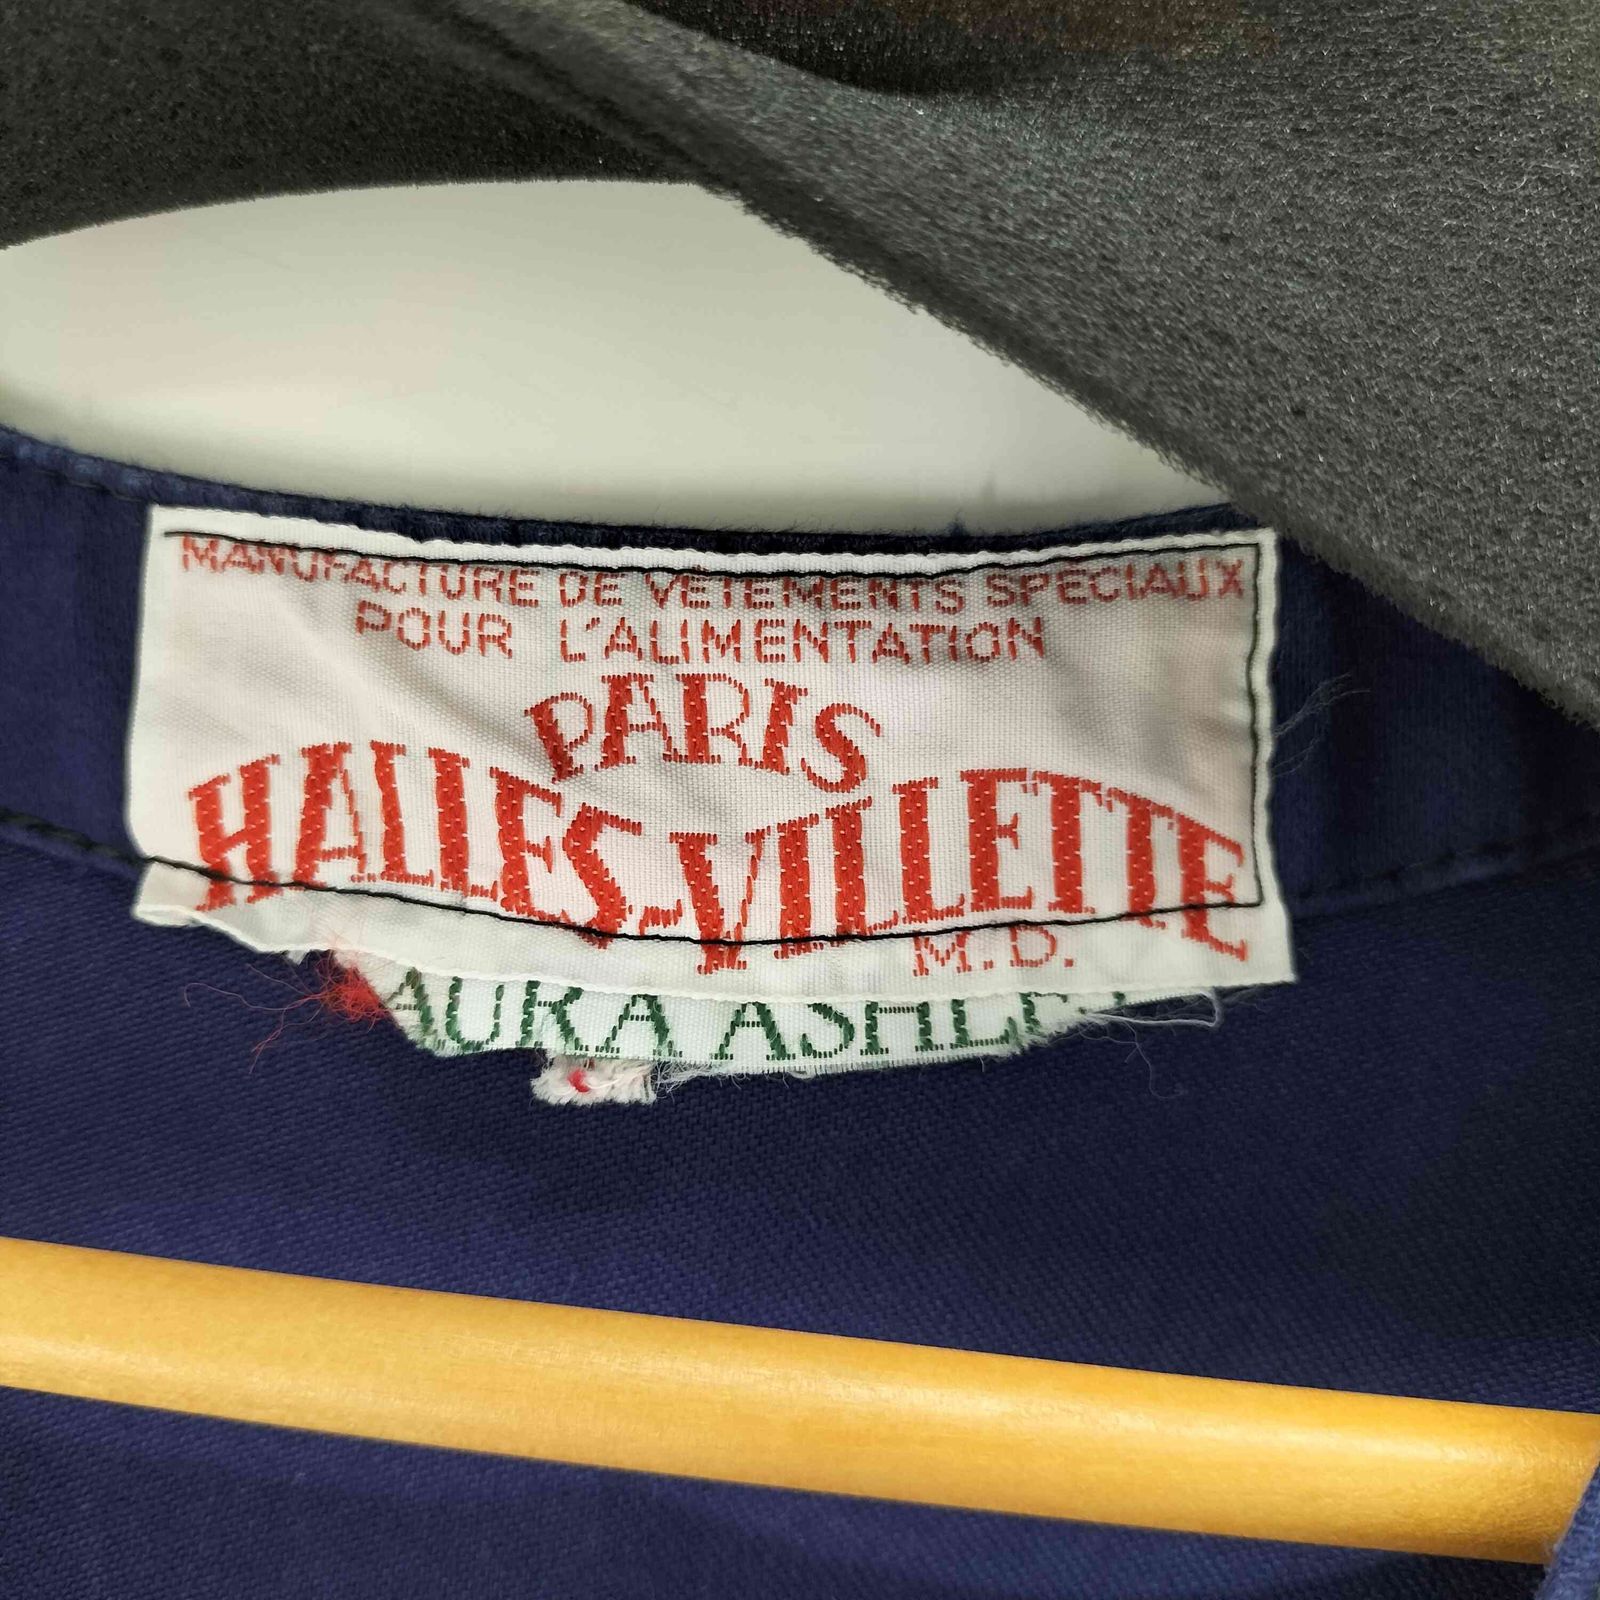 MANUFACTURE DE VÊTEMENTS SPÉCIAUX
POUR L'ALIMENTATION
PARIS
HALLES-VILLETTE
M.D.
AURA ASHLE